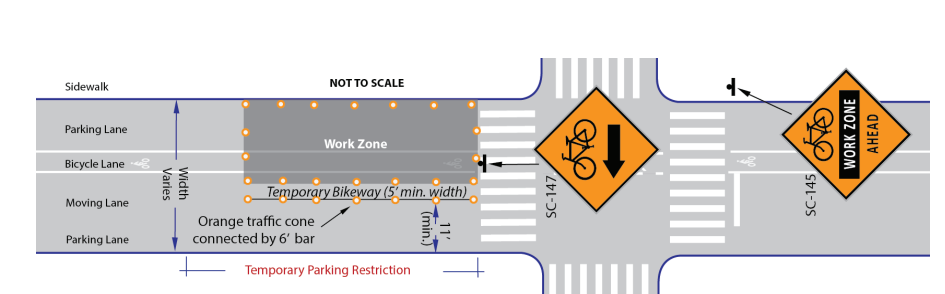 NOT TO SCALE
Sidewalk
Parking Lane
Bicycle Lane
Moving Lane
Parking Lane
Width
Varies
Work Zone
Temporary Bikeway (5' min. width)
Orange traffic cone
connected by 6' bar
11'
(min.)
Temporary Parking Restriction
SC-147
SC-145
WORK ZONE
AHEAD